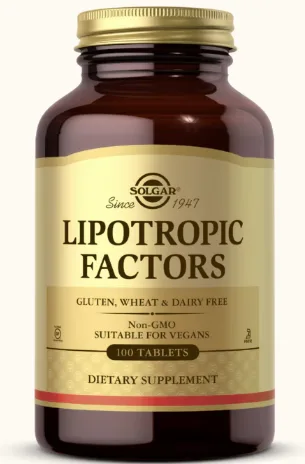 SOLGAR®
Since 1947
LIPOTROPIC
FACTORS
GLUTEN, WHEAT & DAIRY FREE
Non-GMO
SUITABLE FOR VEGANS
100 TABLETS
DIETARY SUPPLEMENT